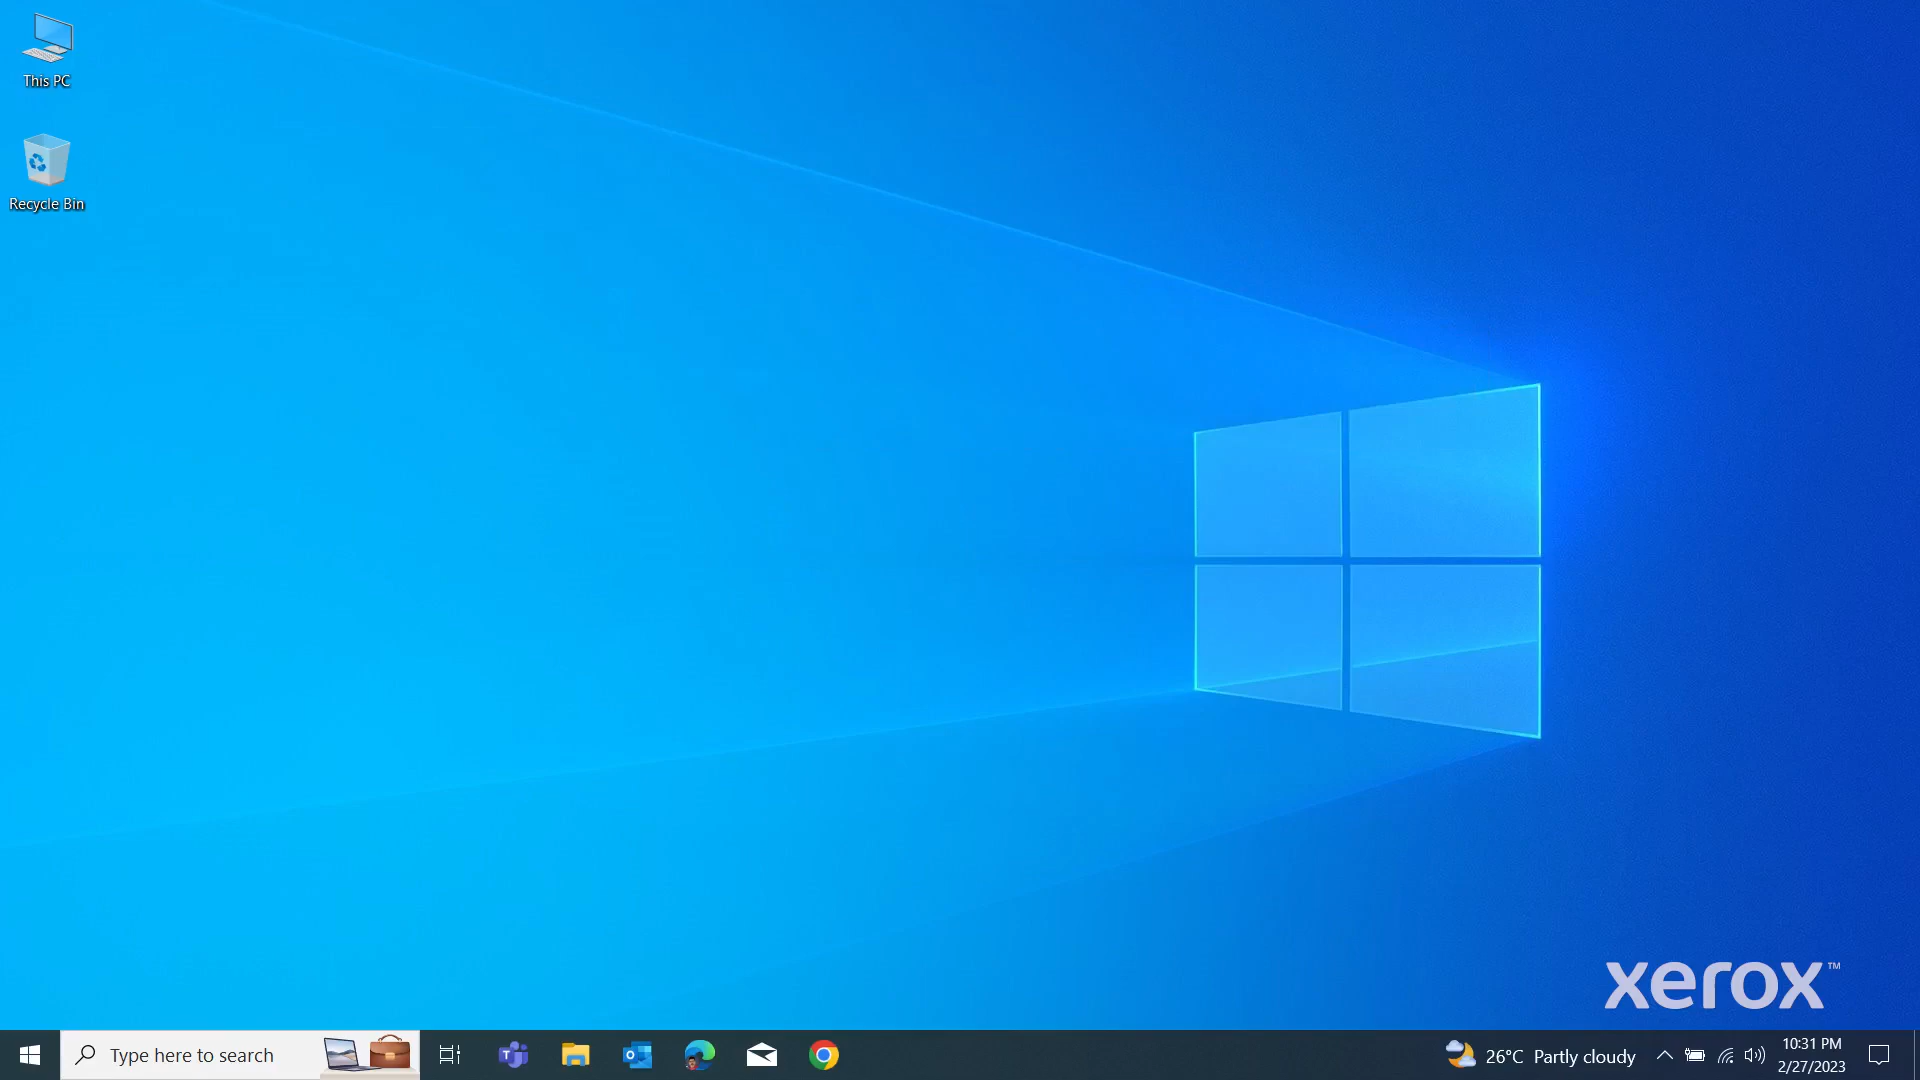 This PC
Recycle Bin
xerox™
Type here to search
26°C Partly cloudy
10:31 PM
2/27/2023